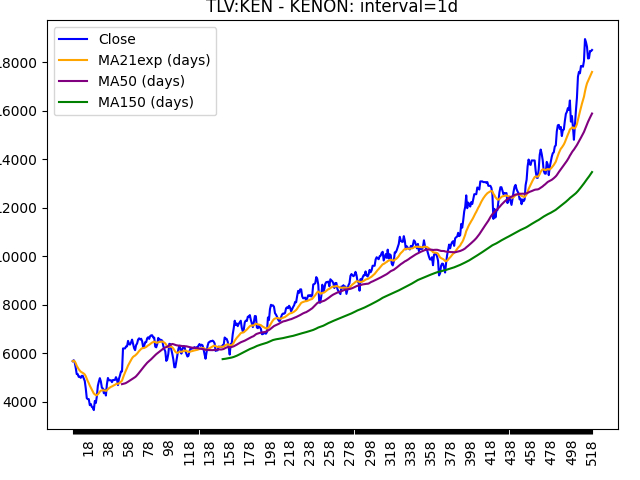 TLV:KEN - KENON: interval=1d
Close
MA21exp (days)
MA50 (days)
MA150 (days)
18000
16000
14000
12000
10000
8000
6000
4000
18 38 58 78 98 118 138 158 178 198 218 238 258 278 298 318 338 358 378 398 418 438 458 478 498 518